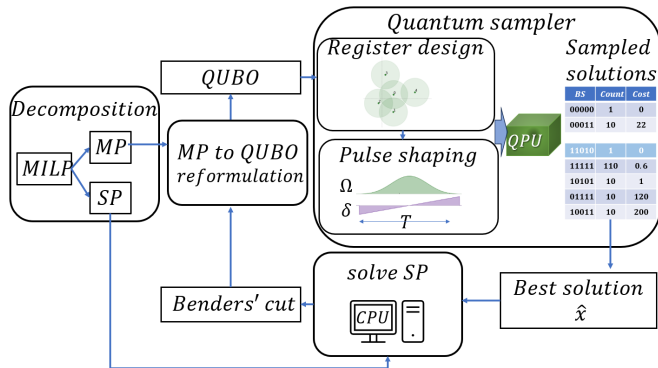 Quantum sampler
Register design
Sampled
solutions
QUBO
BS Count Cost
00000 1 0
00011 10 22
11010 1 0
11111 110 0.6
10101 10 1
01111 10 120
10011 10 200
QPU
Decomposition
MILP
MP
SP
MP to QUBO
reformulation
Pulse shaping
Ω
δ
T
solve SP
CPU
Benders' cut
Best solution
x̂